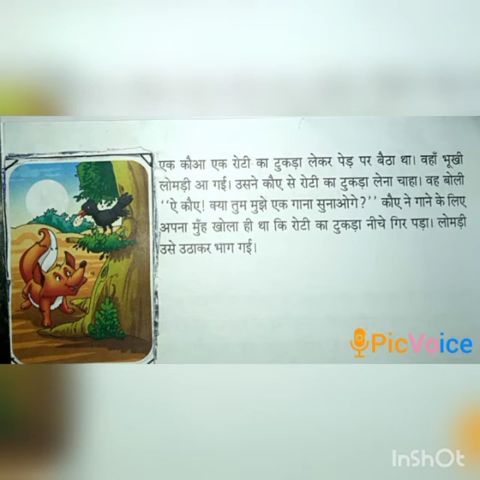 एक कौआ एक रोटी का टुकड़ा लेकर पेड़ पर बैठा था। वहाँ भूखी
लोमड़ी आ गई। उसने कौए से रोटी का टुकड़ा लेना चाहा। वह बोली
‘‘ऐ कौए! क्या तुम मुझे एक गाना सुनाओगे?’’ कौए ने गाने के लिए
अपना मुँह खोला ही था कि रोटी का टुकड़ा नीचे गिर पड़ा। लोमड़ी
उसे उठाकर भाग गई।
PicVoice
InShOt